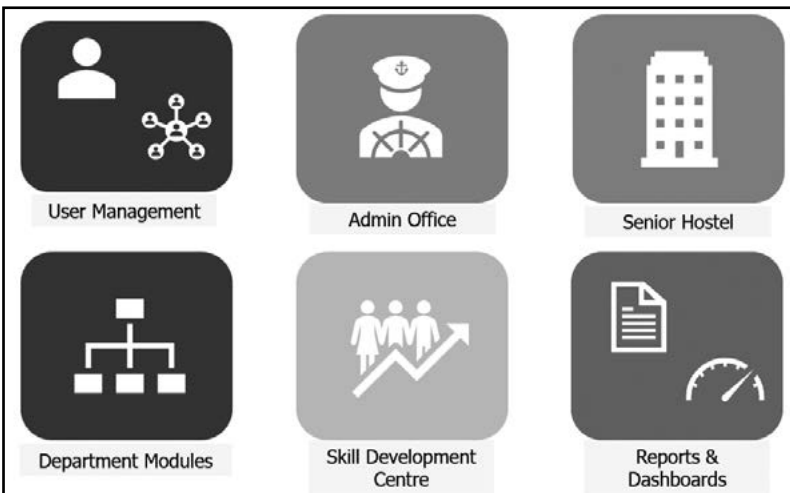 User Management
Admin Office
Senior Hostel
Department Modules
Skill Development
Centre
Reports &
Dashboards